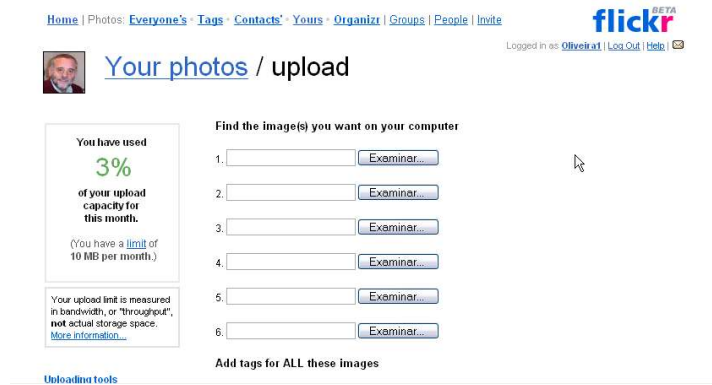 Home | Photos: Everyone's • Tags • Contacts' • Yours • Organizr | Groups | People | Invite
flickr BETA
Logged in as Oliveira1 | Log Out | Help |
Your photos / upload
You have used
3%
of your upload
capacity for
this month.
(You have a limit of
10 MB per month.)
Your upload limit is measured
in bandwidth, or "throughput",
not actual storage space.
More information...
Uploading tools
Find the image(s) you want on your computer
1. Examinar...
2. Examinar...
3. Examinar...
4. Examinar...
5. Examinar...
6. Examinar...
Add tags for ALL these images